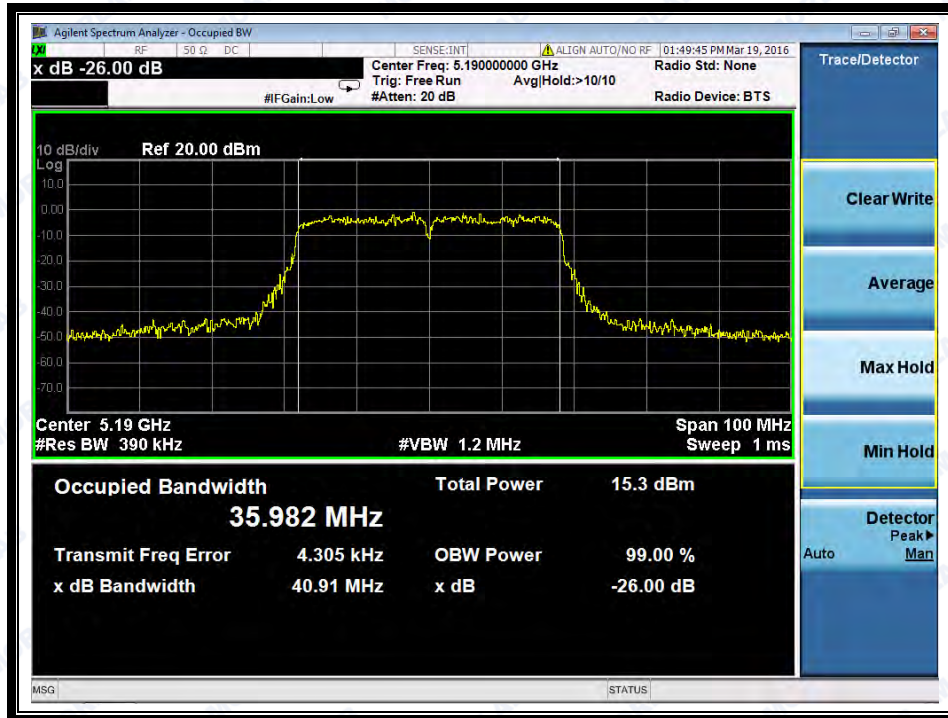 Agilent Spectrum Analyzer - Occupied BW
LXI RF 50 Ω DC SENSE:INT ALIGN AUTO/NO RF 01:49:45 PM Mar 19, 2016
x dB -26.00 dB Center Freq: 5.190000000 GHz Radio Std: None
Trig: Free Run Avg|Hold:>10/10
#IFGain:Low #Atten: 20 dB Radio Device: BTS
Trace/Detector
10 dB/div Ref 20.00 dBm
Log
10.0
0.00
-10.0
-20.0
-30.0
-40.0
-50.0
-60.0
-70.0
Center 5.19 GHz Span 100 MHz
#Res BW 390 kHz #VBW 1.2 MHz Sweep 1 ms
Clear Write
Average
Max Hold
Min Hold
Detector
Peak▶
Auto Man
Occupied Bandwidth Total Power 15.3 dBm
35.982 MHz
Transmit Freq Error 4.305 kHz OBW Power 99.00 %
x dB Bandwidth 40.91 MHz x dB -26.00 dB
MSG STATUS